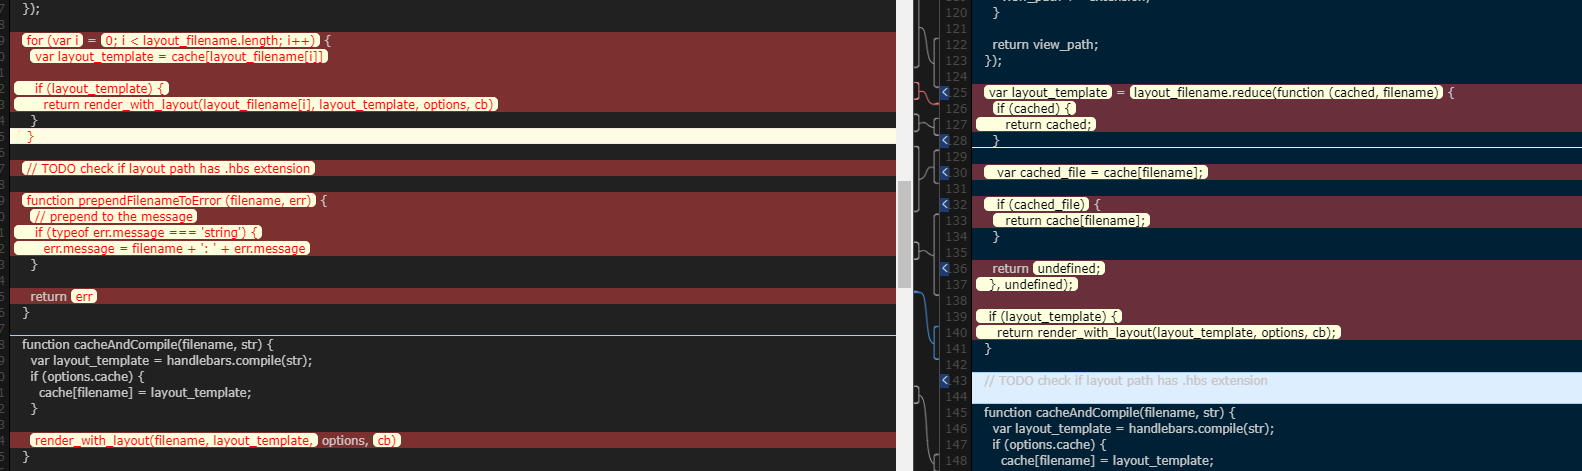 });
for (var i = 0; i < layout_filename.length; i++) {
var layout_template = cache[layout_filename[i]]
if (layout_template) {
return render_with_layout(layout_filename[i], layout_template, options, cb)
}
}
// TODO check if layout path has .hbs extension
function prependFilenameToError (filename, err) {
// prepend to the message
if (typeof err.message === 'string') {
err.message = filename + ': ' + err.message
}
return err
}
function cacheAndCompile(filename, str) {
var layout_template = handlebars.compile(str);
if (options.cache) {
cache[filename] = layout_template;
}
render_with_layout(filename, layout_template, options, cb)
}
120 }
121
122 return view_path;
123 });
124
25 var layout_template = layout_filename.reduce(function (cached, filename) {
126 if (cached) {
127 return cached;
28 }
129
30 var cached_file = cache[filename];
131
32 if (cached_file) {
133 return cache[filename];
134 }
135
36 return undefined;
137 }, undefined);
138
139 if (layout_template) {
140 return render_with_layout(layout_template, options, cb);
141 }
142
43 // TODO check if layout path has .hbs extension
144
145 function cacheAndCompile(filename, str) {
146 var layout_template = handlebars.compile(str);
147 if (options.cache) {
148 cache[filename] = layout_template;